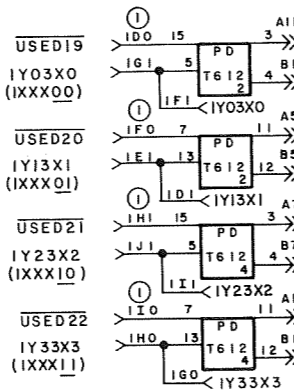 1
USED19 1D0 15 PD 3 A1
1Y03X0 1G1 5 T612 4 B1
(1XXX00) 1F1 2
1Y03X0
1
USED20 1F0 7 PD 11 A5
1Y13X1 1E1 13 T612 12 B5
(1XXX01) 1D1 2
1Y13X1
1
USED21 1H1 15 PD 3 A7
1Y23X2 1J1 5 T612 4 B7
(1XXX10) 1I1 4
1Y23X2
1
USED22 1I0 7 PD 11
1Y33X3 1H0 13 T612 12
(1XXX11) 1G0 4
1Y33X3